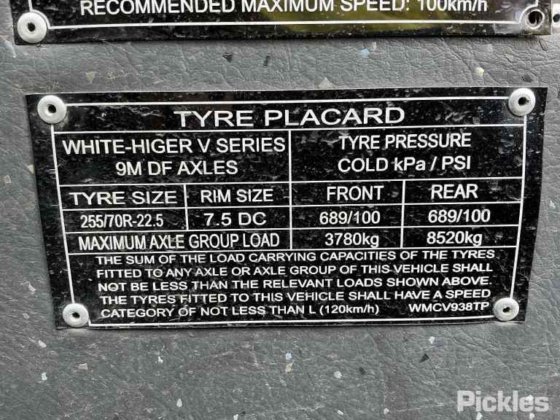 RECOMMENDED MAXIMUM SPEED: 100km/h
TYRE PLACARD
WHITE-HIGER V SERIES
9M DF AXLES
TYRE PRESSURE
COLD kPa / PSI
TYRE SIZE RIM SIZE FRONT REAR
255/70R-22.5 7.5 DC 689/100 689/100
MAXIMUM AXLE GROUP LOAD 3780kg 8520kg
THE SUM OF THE LOAD CARRYING CAPACITIES OF THE TYRES
FITTED TO ANY AXLE OR AXLE GROUP OF THIS VEHICLE SHALL
NOT BE LESS THAN THE RELEVANT LOADS SHOWN ABOVE.
THE TYRES FITTED TO THIS VEHICLE SHALL HAVE A SPEED
CATEGORY OF NOT LESS THAN L (120km/h) WMCV938TP
Pickles